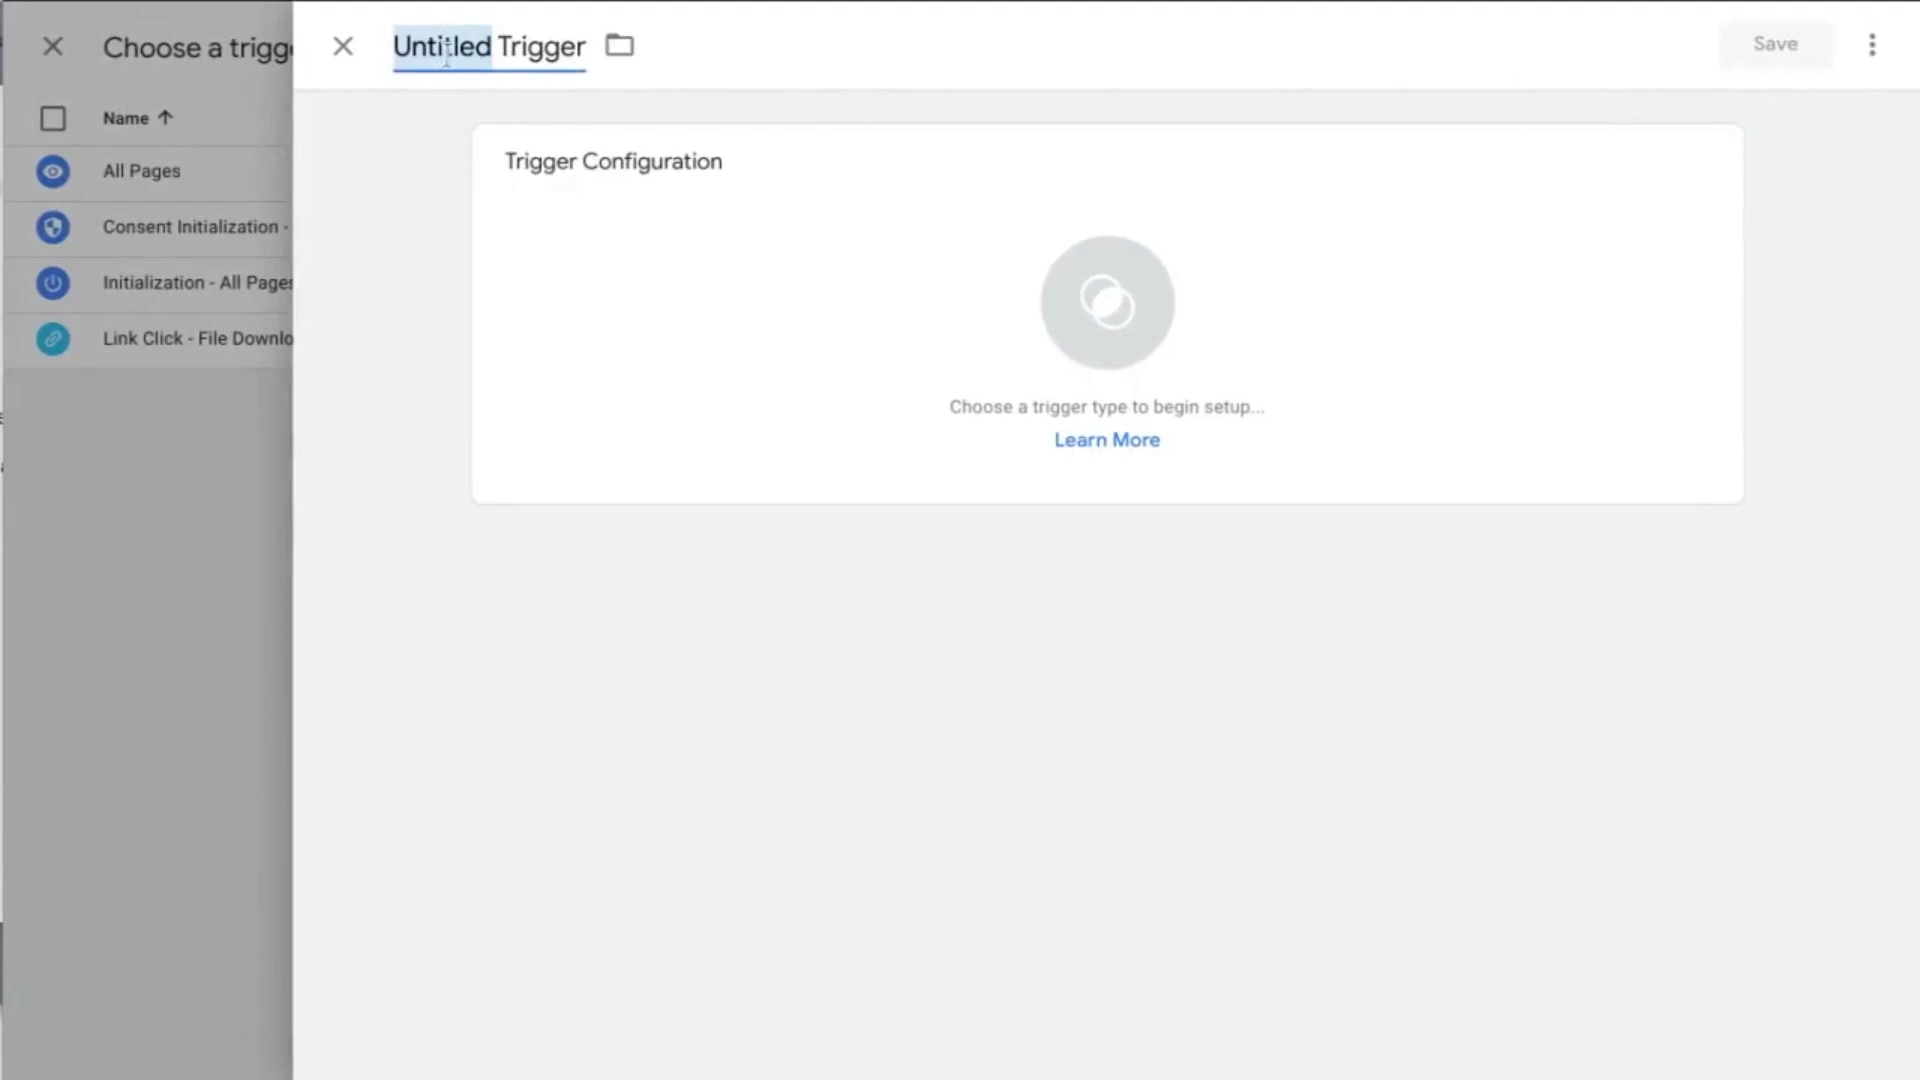 Choose a trigge
Name
All Pages
Consent Initialization -
Initialization - All Pages
Link Click - File Downlo
Untitled Trigger
Save
Trigger Configuration
Choose a trigger type to begin setup...
Learn More